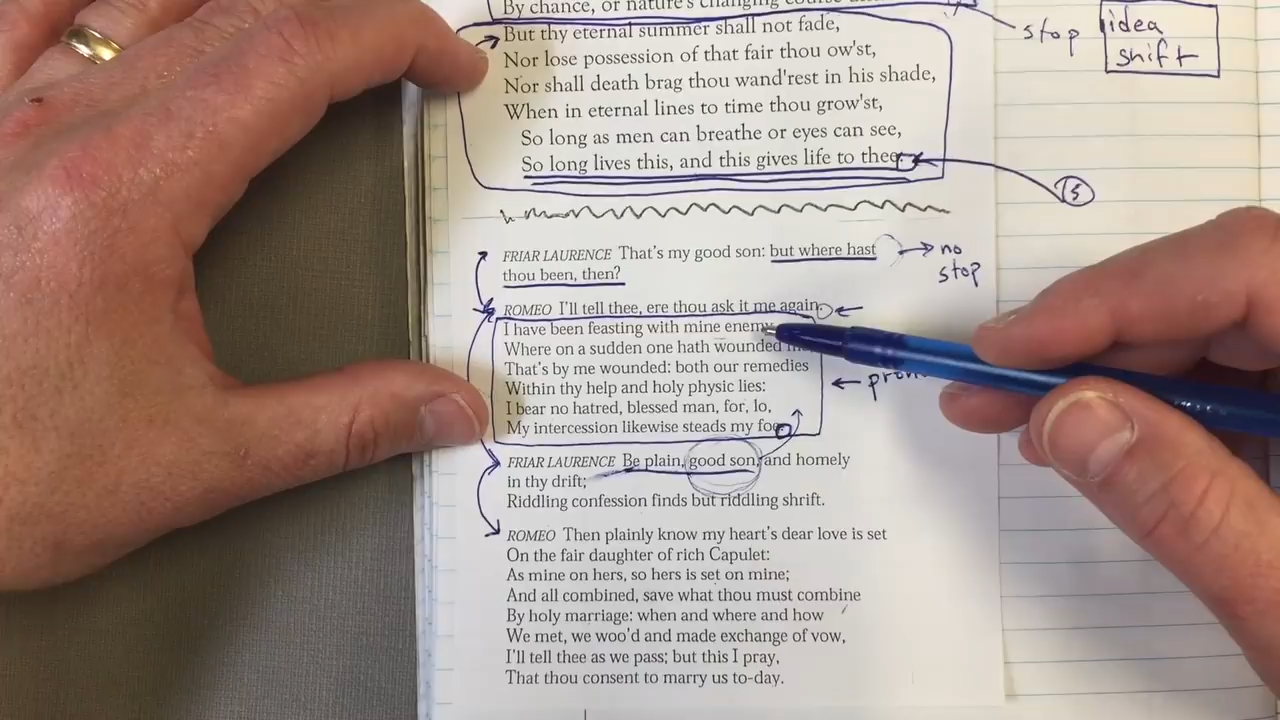 By chance, or nature's changing course
stop
idea
shift
But thy eternal summer shall not fade,
Nor lose possession of that fair thou ow'st,
Nor shall death brag thou wand'rest in his shade,
When in eternal lines to time thou grow'st,
So long as men can breathe or eyes can see,
So long lives this, and this gives life to thee.
FRIAR LAURENCE That's my good son: but where hast
thou been, then?
no
stop
ROMEO I'll tell thee, ere thou ask it me again.
I have been feasting with mine enemy
Where on a sudden one hath wounded
That's by me wounded: both our remedies
Within thy help and holy physic lies:
I bear no hatred, blessed man, for, lo,
My intercession likewise steads my foe.
FRIAR LAURENCE Be plain, good son, and homely
in thy drift;
Riddling confession finds but riddling shrift.
ROMEO Then plainly know my heart's dear love is set
On the fair daughter of rich Capulet:
As mine on hers, so hers is set on mine;
And all combined, save what thou must combine
By holy marriage: when and where and how
We met, we woo'd and made exchange of vow,
I'll tell thee as we pass; but this I pray,
That thou consent to marry us to-day.